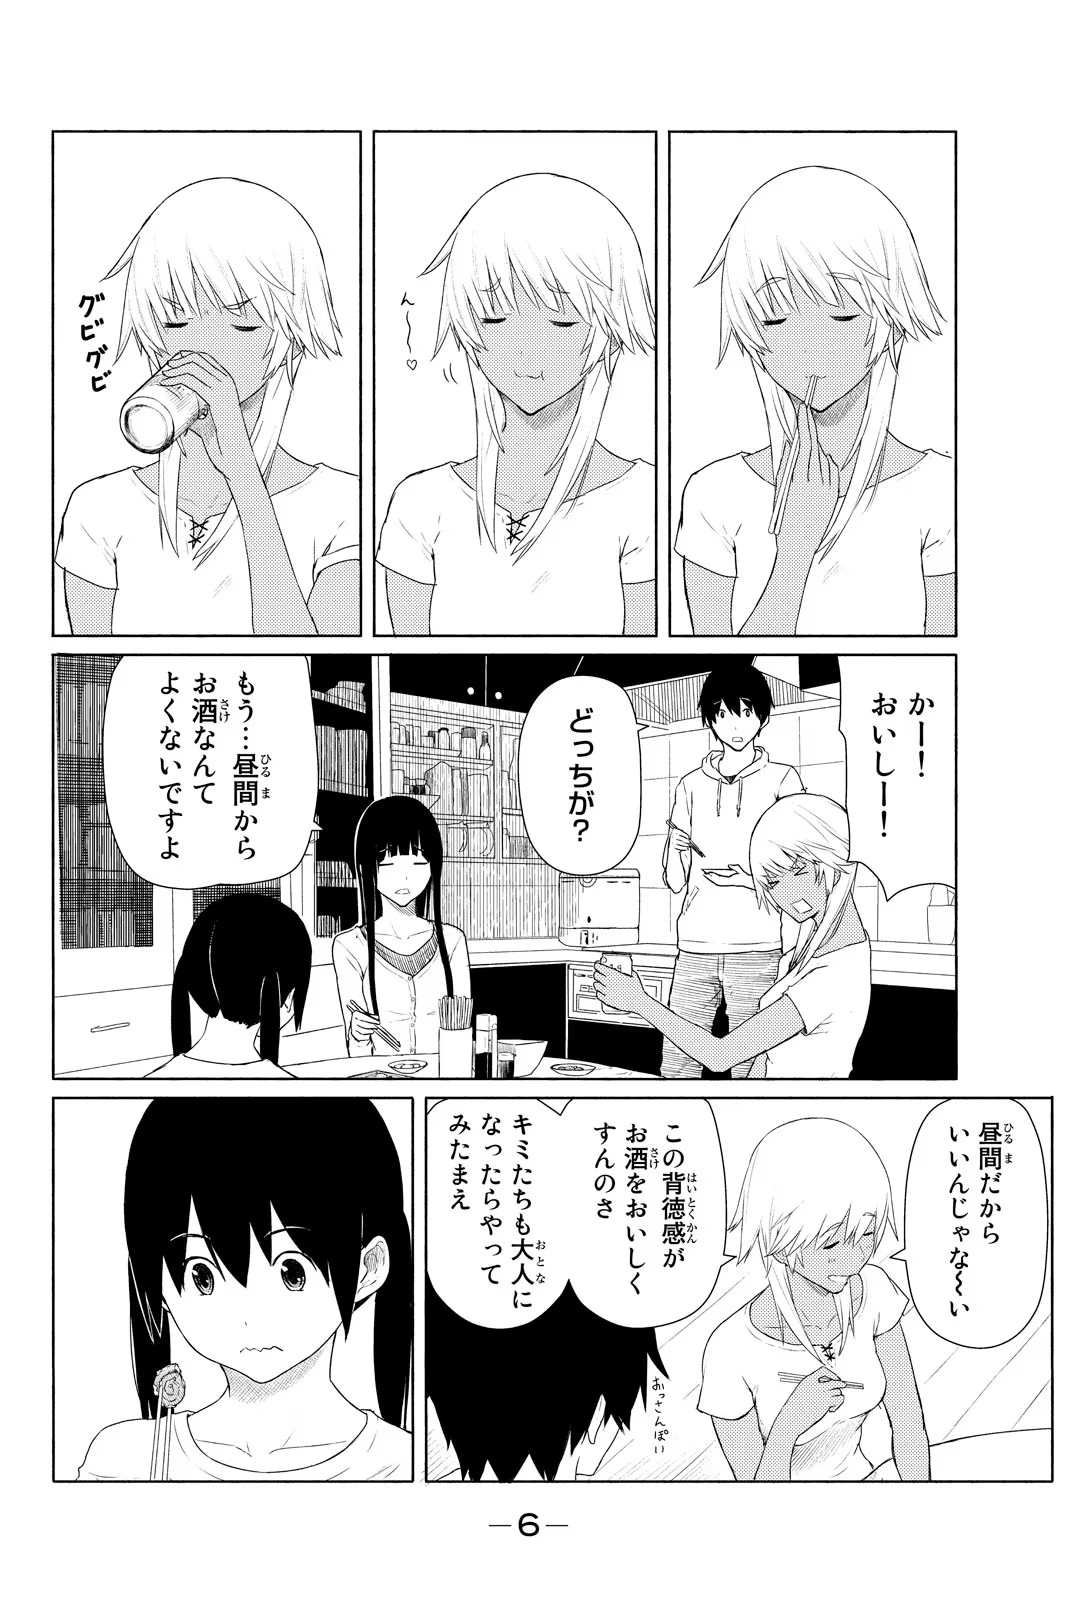 ん～～♡
グビグビ
かー！
おいしー！
どっちが？
もう…昼間から
お酒なんて
よくないですよ
昼間だから
いいんじゃな～い
この背徳感が
お酒をおいしく
すんのさ
キミたちも大人に
なったらやって
みたまえ
おっさんぽい
—6—